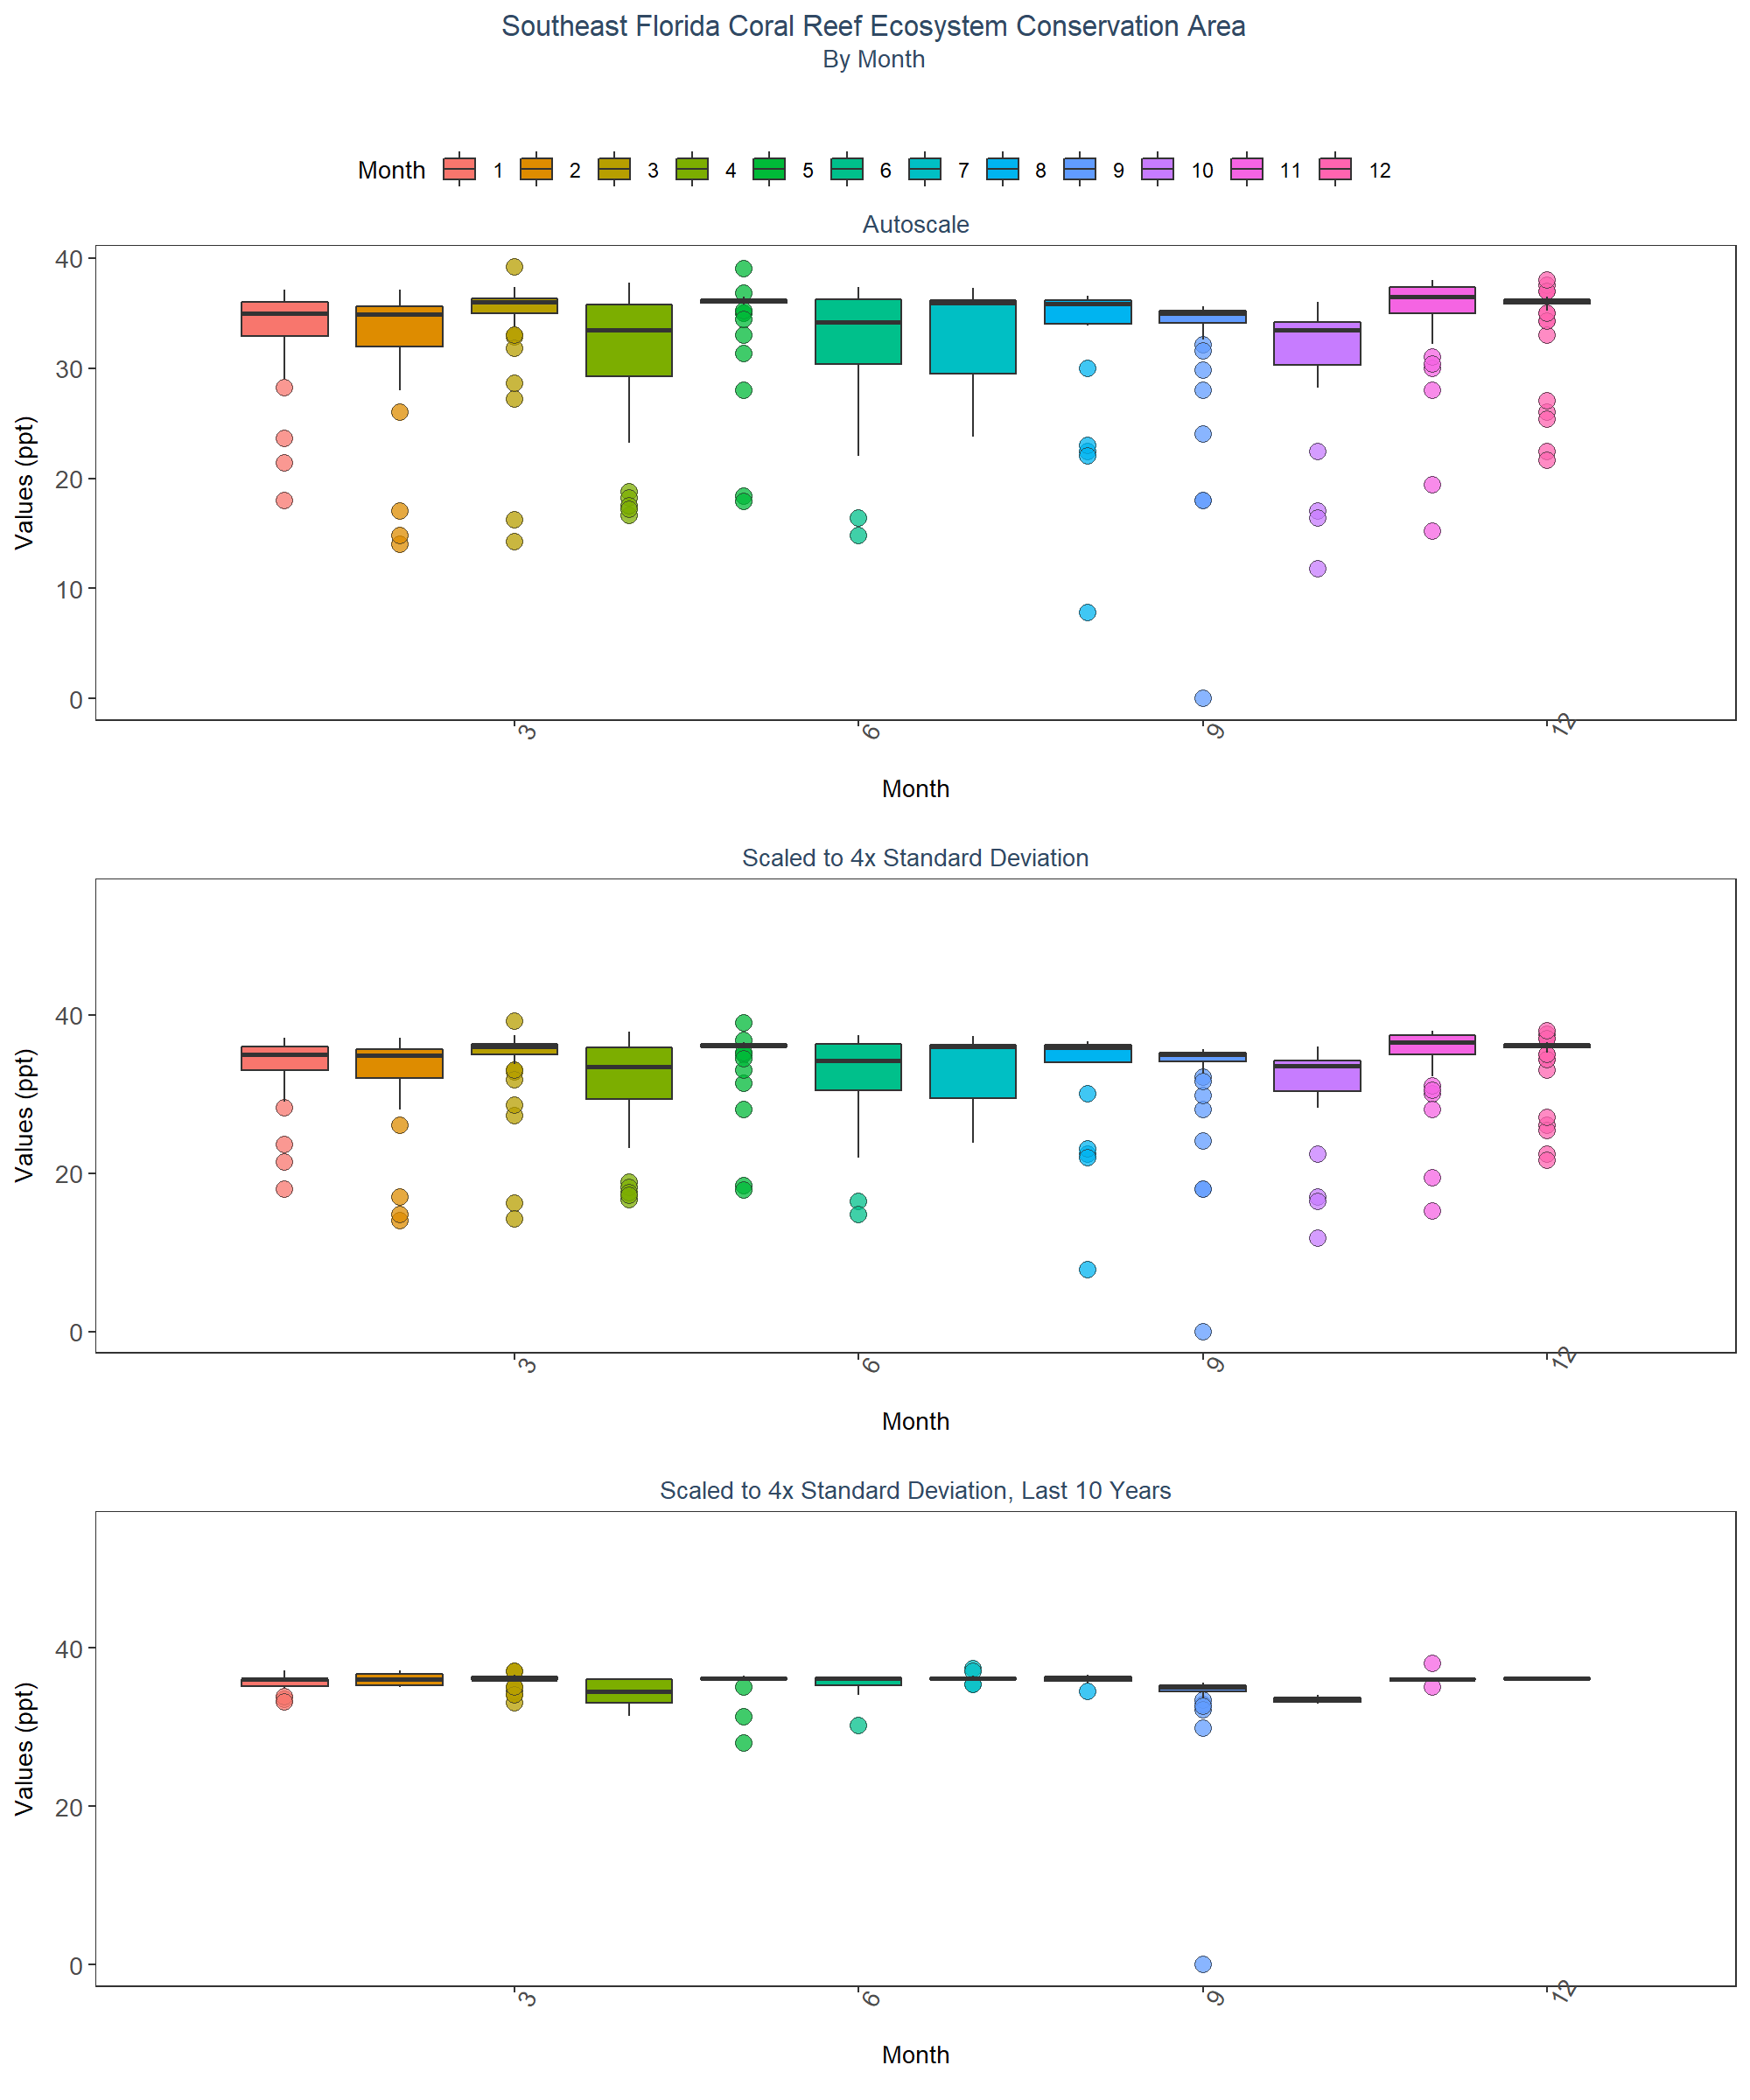 Southeast Florida Coral Reef Ecosystem Conservation Area
By Month
Month 1 2 3 4 5 6 7 8 9 10 11 12
Autoscale
Values (ppt)
40
30
20
10
0
3 6 9 12
Month
Scaled to 4x Standard Deviation
Values (ppt)
40
20
0
3 6 9 12
Month
Scaled to 4x Standard Deviation, Last 10 Years
Values (ppt)
40
20
0
3 6 9 12
Month